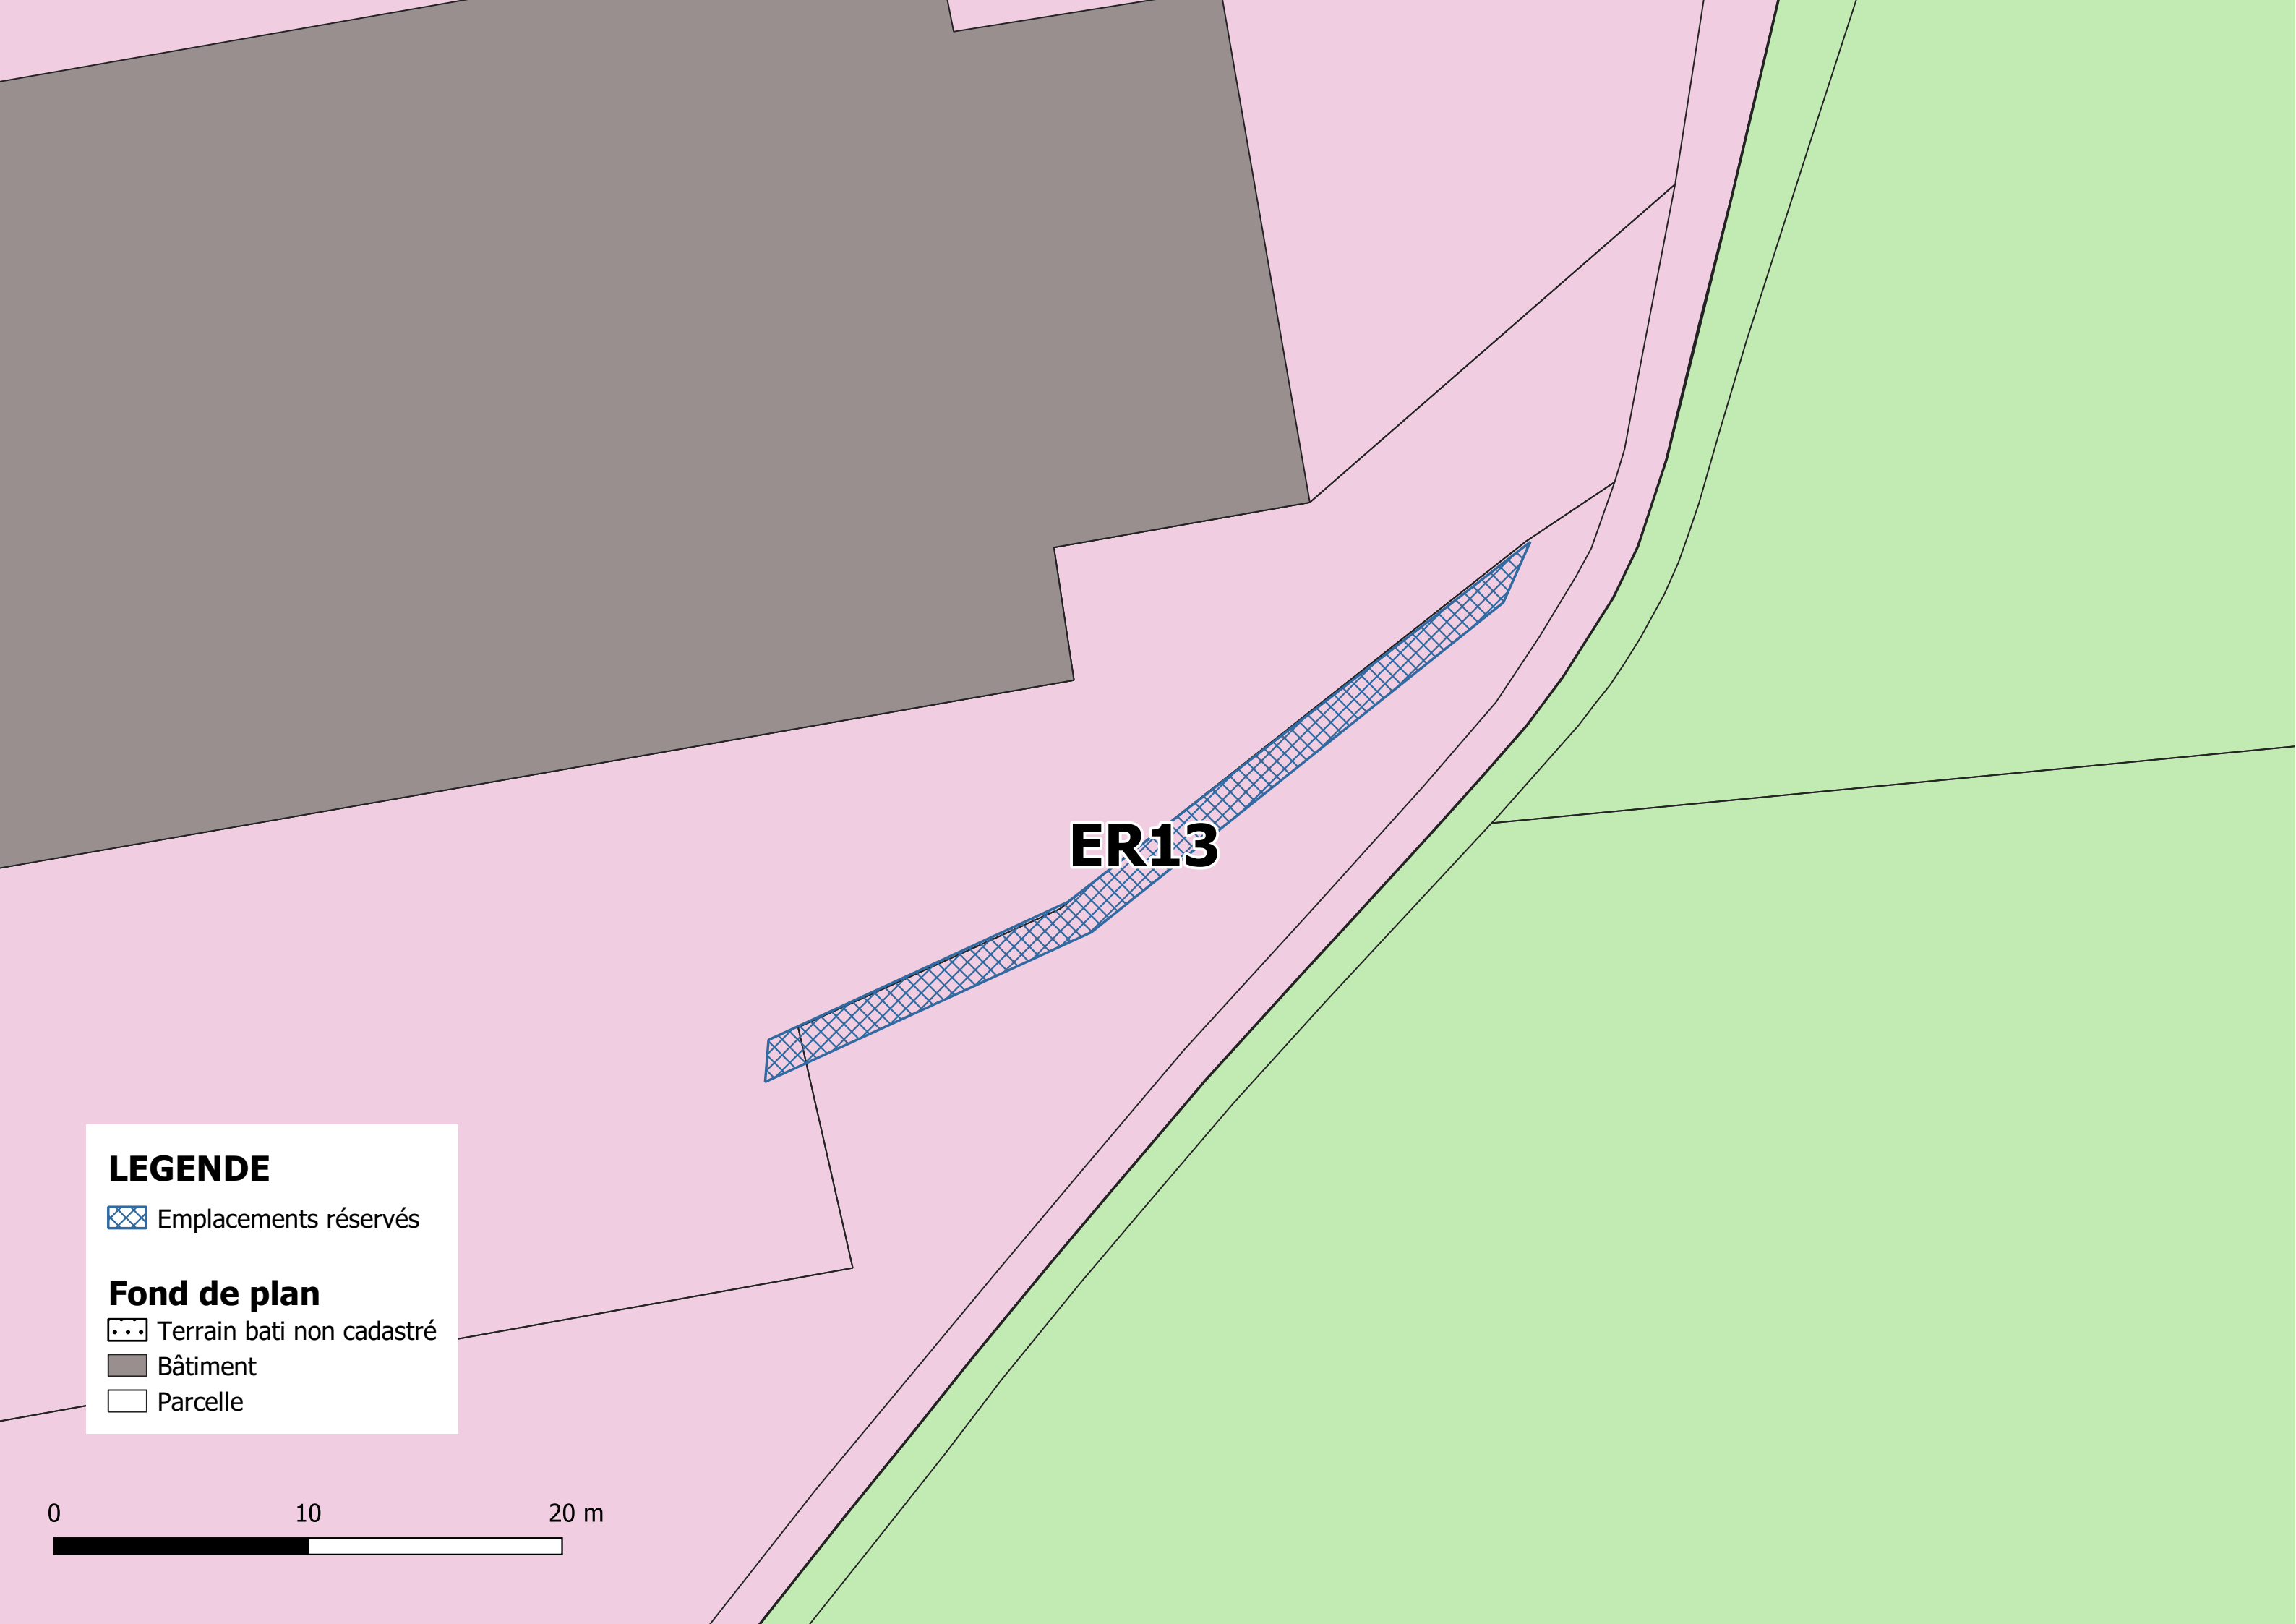 ER13
LEGENDE
Emplacements réservés
Fond de plan
Terrain bati non cadastré
Bâtiment
Parcelle
0 10 20 m